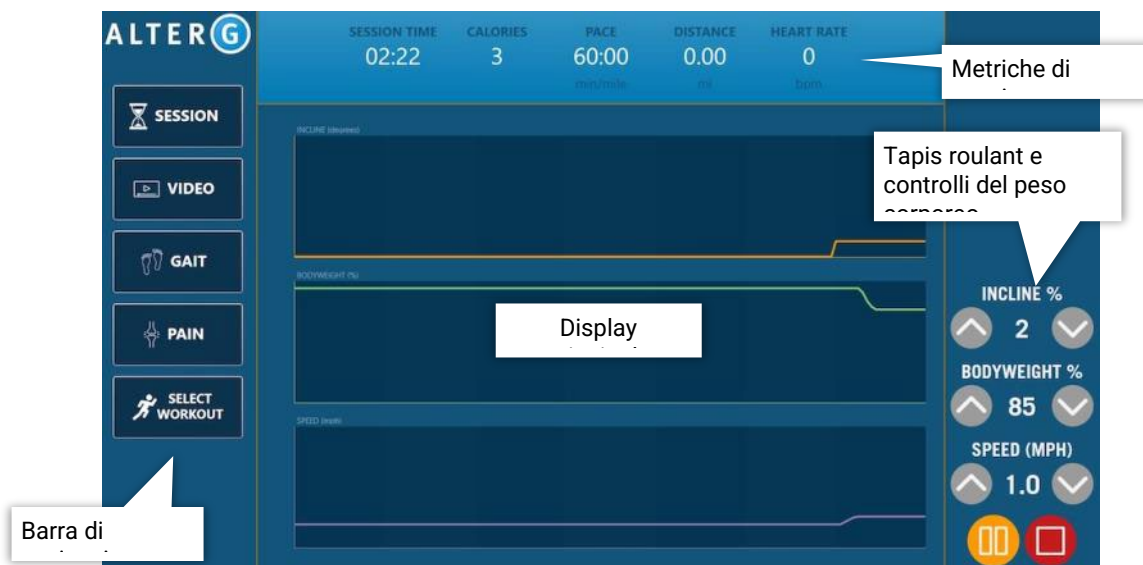 ALTER G
SESSION TIME CALORIES PACE DISTANCE HEART RATE
02:22 3 60:00 0.00 0
min/mile mi bpm
Metriche di
SESSION
VIDEO
GAIT
PAIN
SELECT
WORKOUT
INCLINE (degrees)
BODYWEIGHT (%)
Display
SPEED (mph)
Tapis roulant e
controlli del peso
INCLINE %
2
BODYWEIGHT %
85
SPEED (MPH)
1.0
Barra di